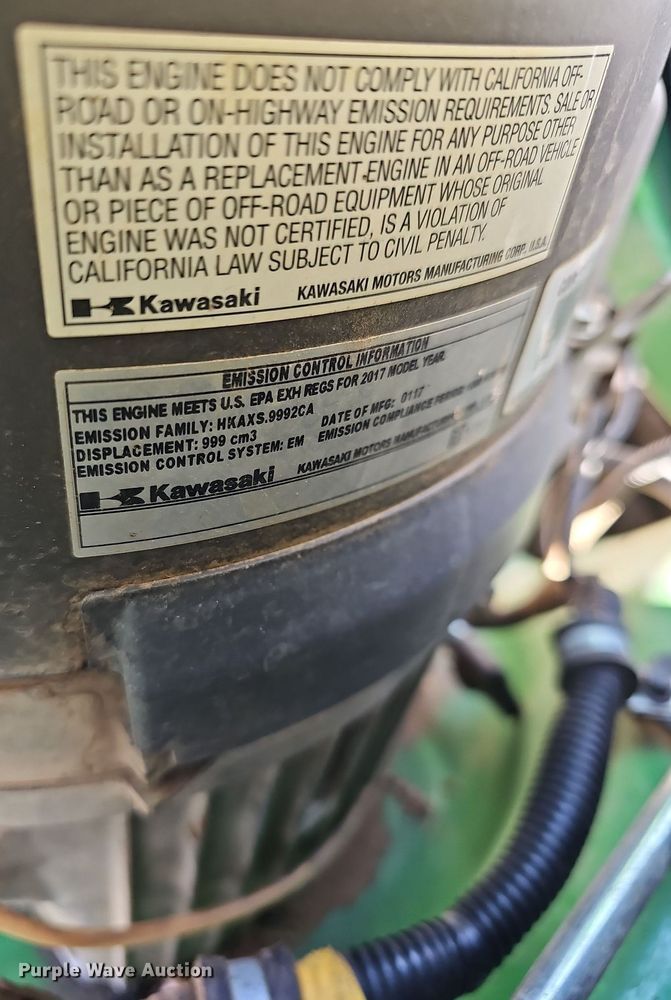 THIS ENGINE DOES NOT COMPLY WITH CALIFORNIA OFF-
ROAD OR ON-HIGHWAY EMISSION REQUIREMENTS. SALE OR
INSTALLATION OF THIS ENGINE FOR ANY PURPOSE OTHER
THAN AS A REPLACEMENT ENGINE IN AN OFF-ROAD VEHICLE
OR PIECE OF OFF-ROAD EQUIPMENT WHOSE ORIGINAL
ENGINE WAS NOT CERTIFIED, IS A VIOLATION OF
CALIFORNIA LAW SUBJECT TO CIVIL PENALTY.
Kawasaki KAWASAKI MOTORS MANUFACTURING CORP., U.S.A.
EMISSION CONTROL INFORMATION
THIS ENGINE MEETS U.S. EPA EXH REGS FOR 2017 MODEL YEAR.
EMISSION FAMILY: HKAXS.9992CA DATE OF MFG: 0117
DISPLACEMENT: 999 cm3 EMISSION COMPLIANCE PERIOD:
EMISSION CONTROL SYSTEM: EM
Kawasaki KAWASAKI MOTORS MANUFACTURING
Purple Wave Auction